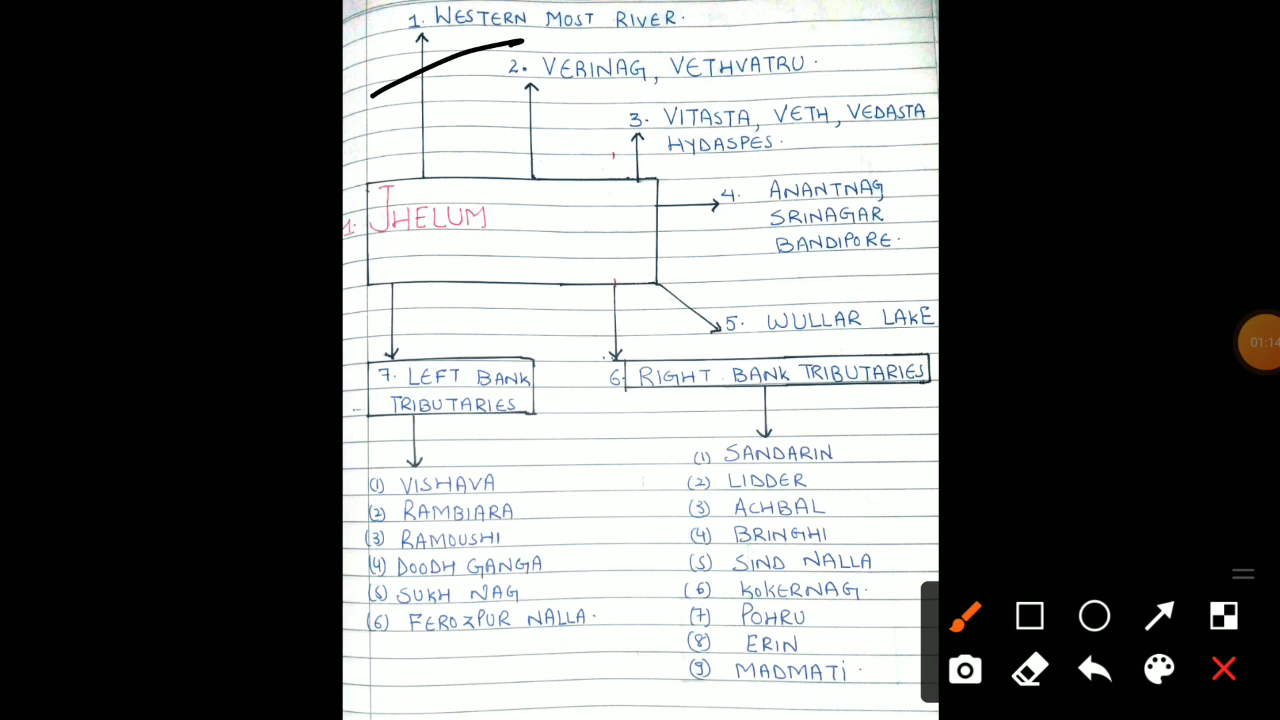 1. WESTERN MOST RIVER.
2. VERINAG, VETHVATRU.
3. VITASTA, VETH, VEDASTA
HYDASPES.
4. ANANTNAG
SRINAGAR
BANDIPORE.
1. JHELUM
5. WULLAR LAKE
7. LEFT BANK
TRIBUTARIES
6. RIGHT BANK TRIBUTARIES
(1) VISHAVA
(2) RAMBIARA
(3) RAMOUSHI
(4) DOODH GANGA
(5) SUKH NAG
(6) FEROZPUR NALLA.
(1) SANDARIN
(2) LIDDER
(3) ACHBAL
(4) BRINGHI
(5) SIND NALLA
(6) KOKERNAG.
(7) POHRU
(8) ERIN
(9) MADMATI.
01:14